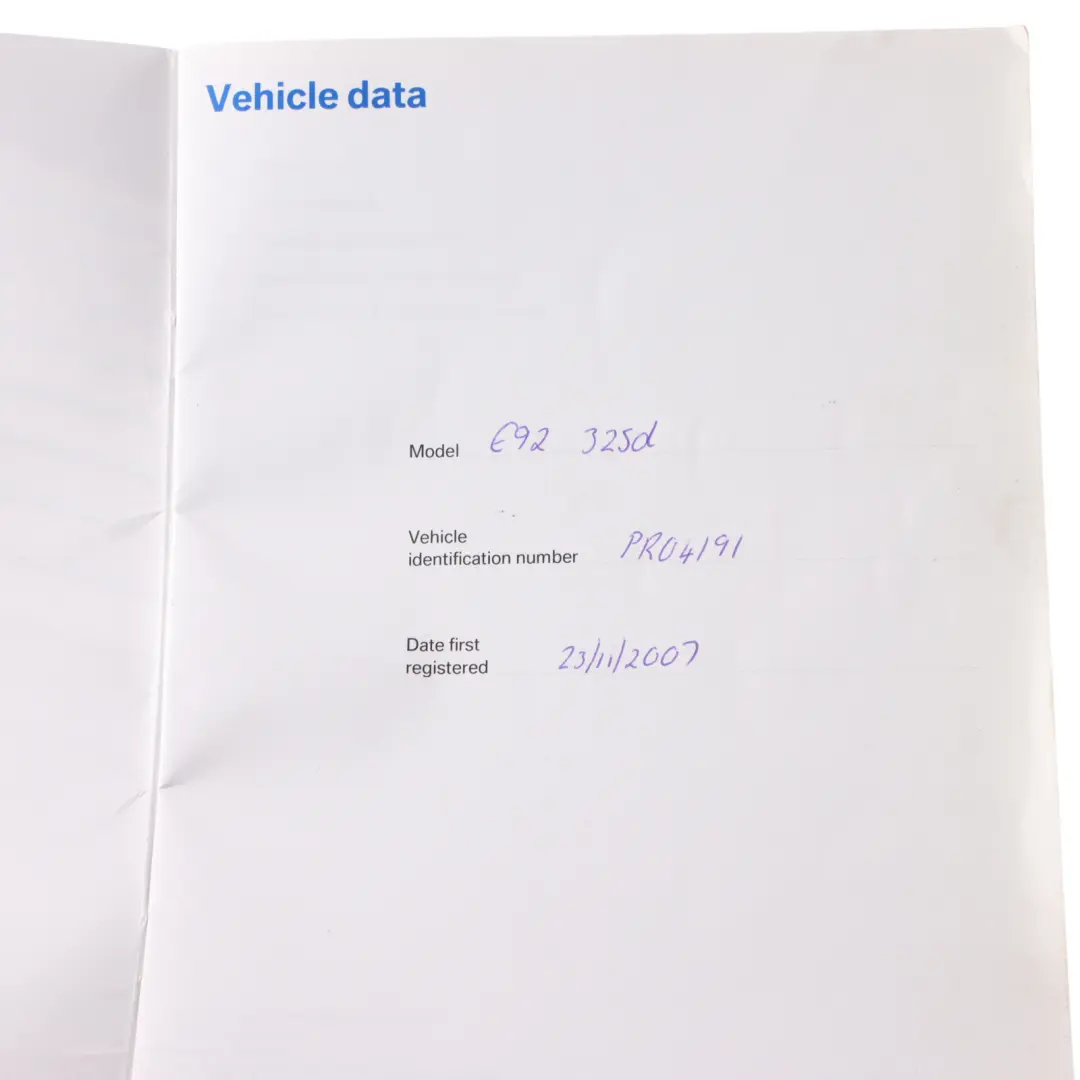 Vehicle data
Model E92 325d
Vehicle
identification number PR04191
Date first
registered 23/11/2007